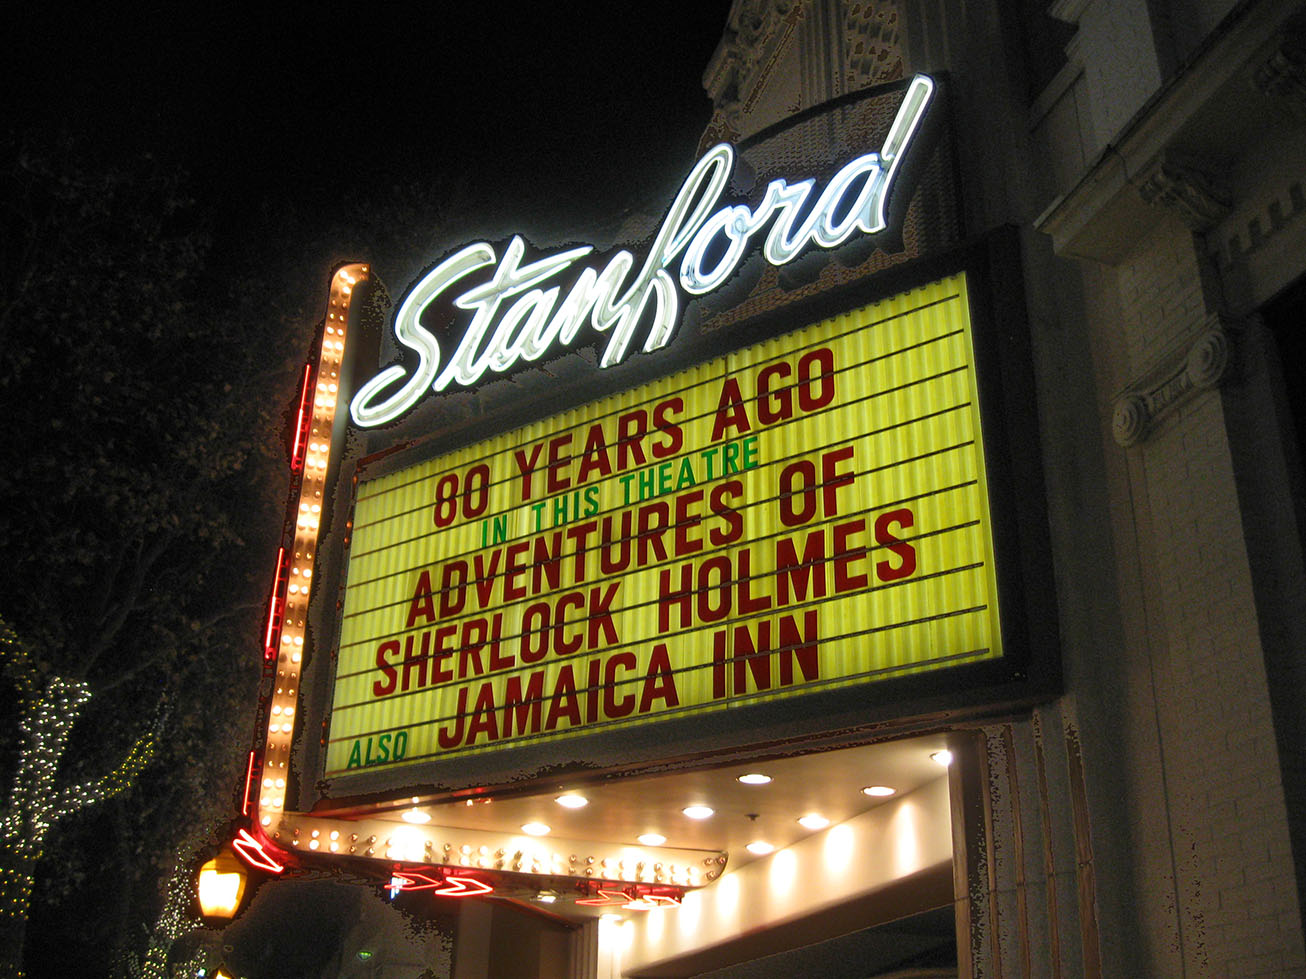 Stanford
80 YEARS AGO
IN THIS THEATRE
ADVENTURES OF
SHERLOCK HOLMES
ALSO JAMAICA INN